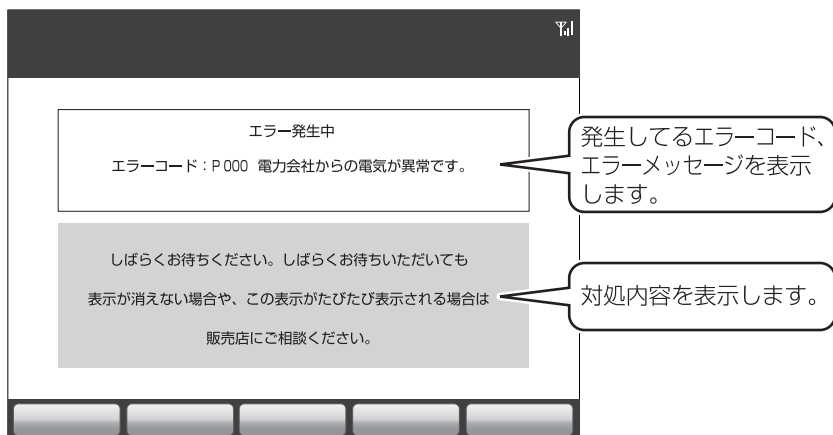 エラー発生中
エラーコード：P000 電力会社からの電気が異常です。
発生してるエラーコード、
エラーメッセージを表示
します。
しばらくお待ちください。しばらくお待ちいただいても
表示が消えない場合や、この表示がたびたび表示される場合は
販売店にご相談ください。
対処内容を表示します。